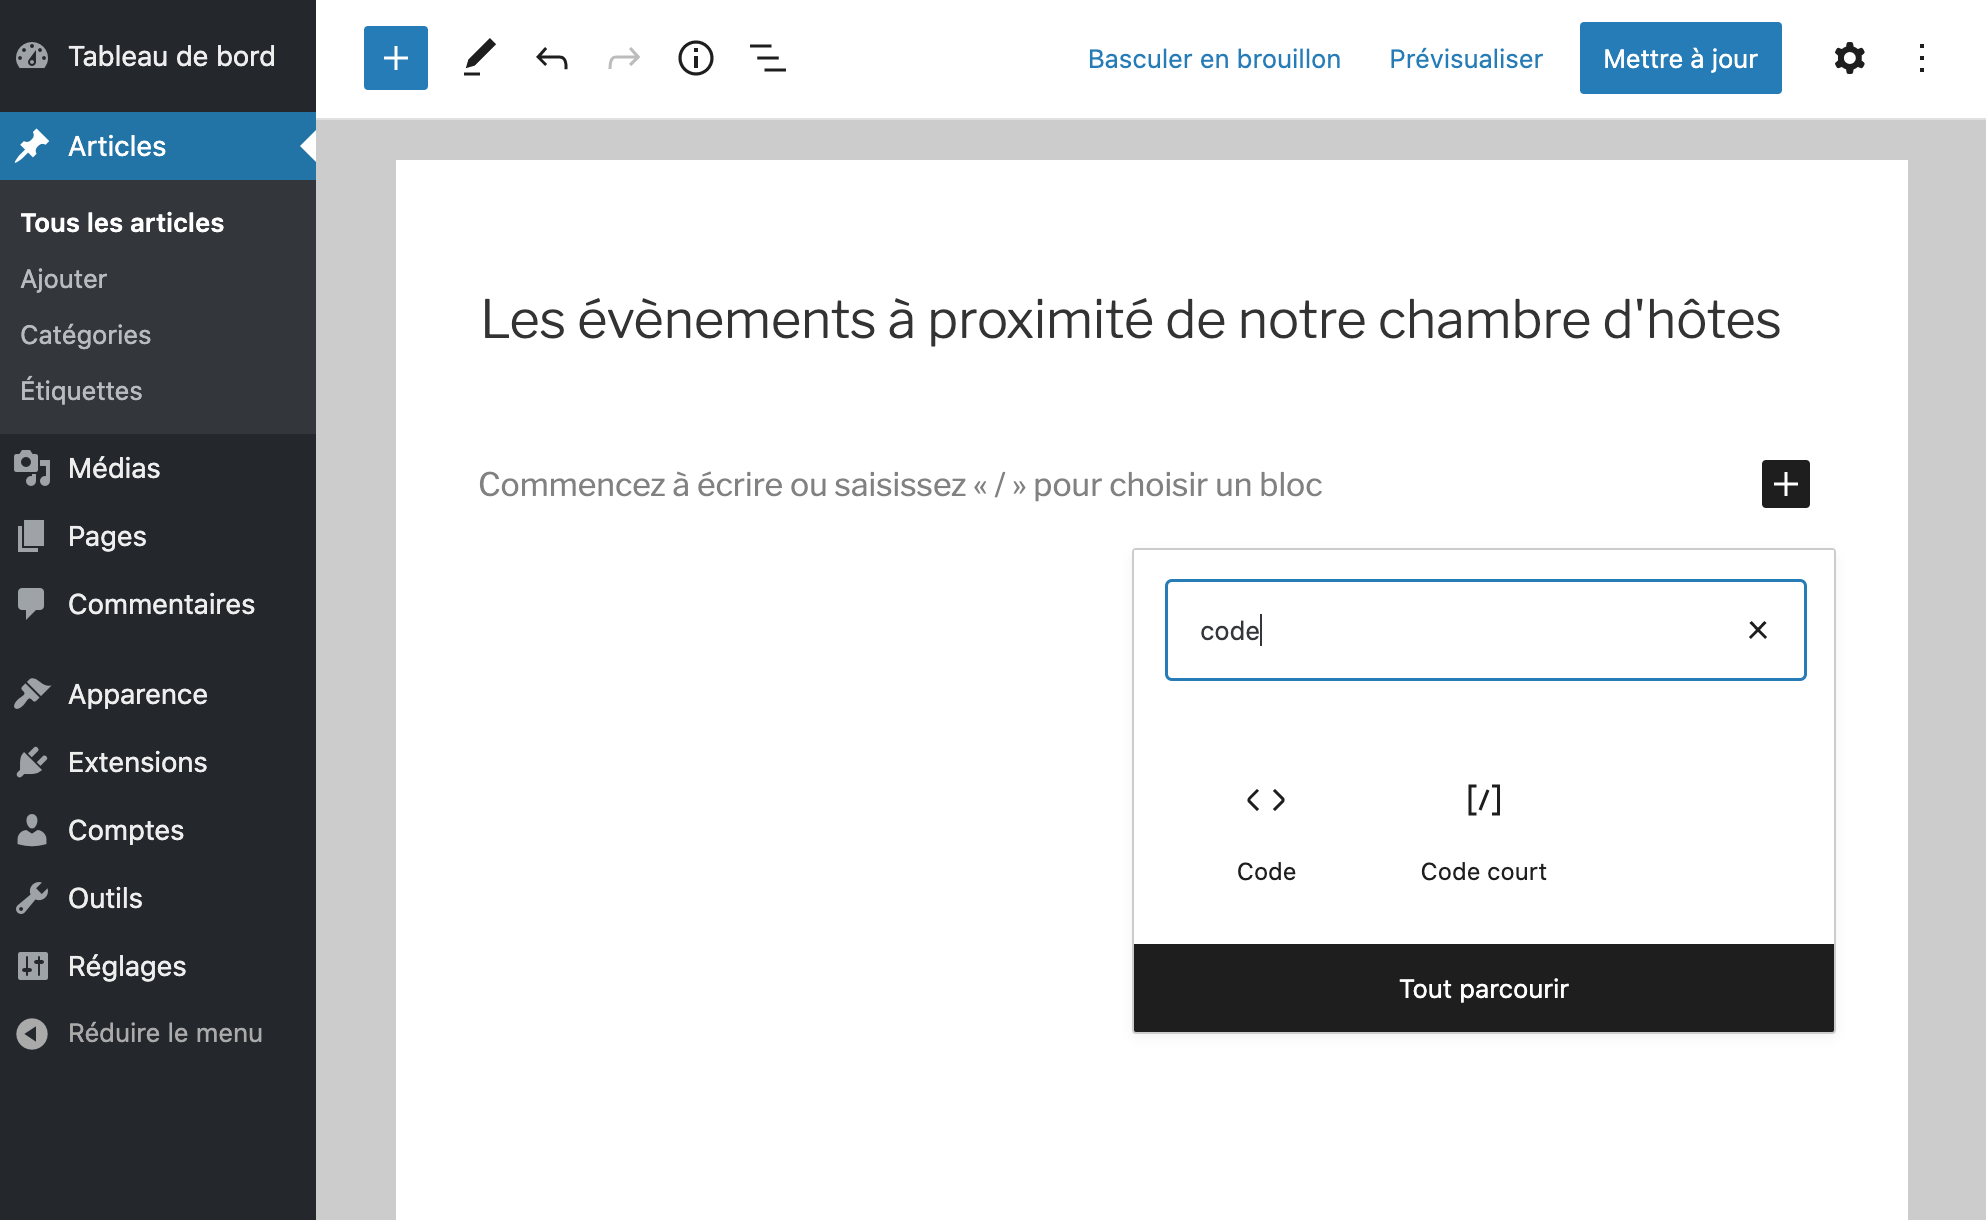 Tableau de bord
Articles
Tous les articles
Ajouter
Catégories
Étiquettes
Médias
Pages
Commentaires
Apparence
Extensions
Comptes
Outils
Réglages
Réduire le menu
Basculer en brouillon
Prévisualiser
Mettre à jour
Les évènements à proximité de notre chambre d'hôtes
Commencez à écrire ou saisissez « / » pour choisir un bloc
code
Code
[/]
Code court
Tout parcourir